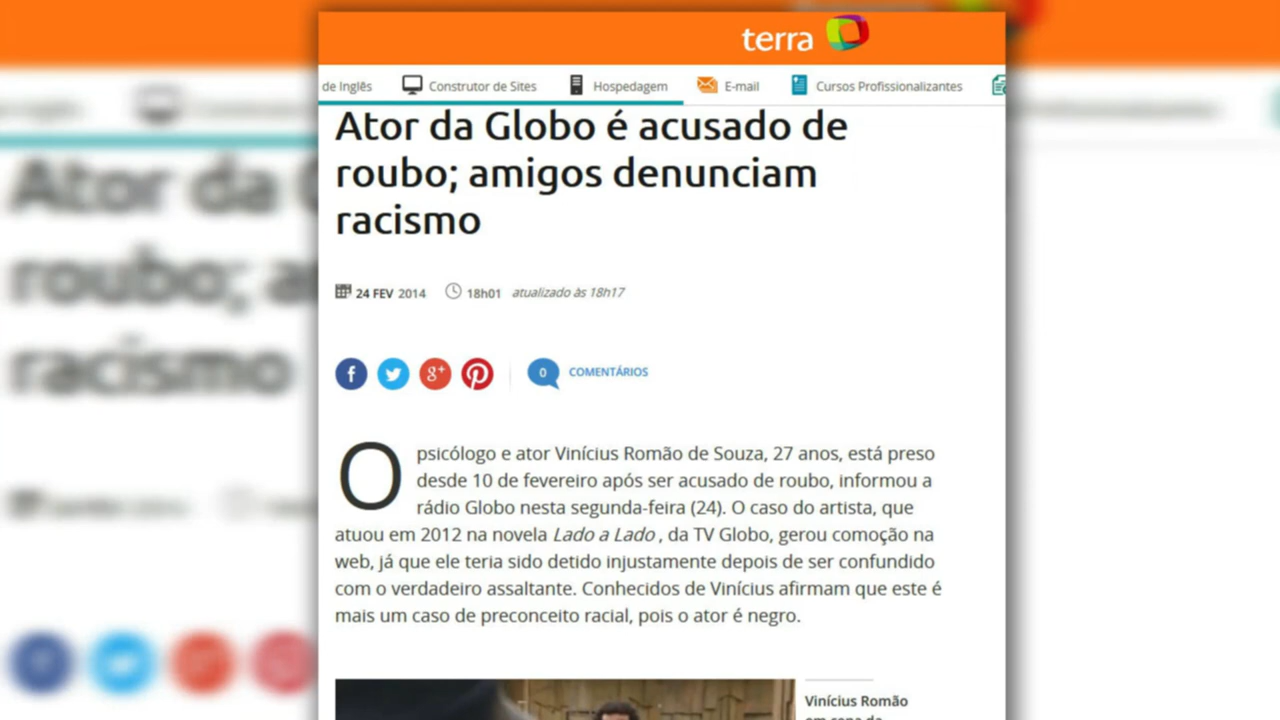 terra
de Inglês
Construtor de Sites
Hospedagem
E-mail
Cursos Profissionalizantes
Ator da Globo é acusado de
roubo; amigos denunciam
racismo
24 FEV 2014
18h01
atualizado às 18h17
0
COMENTÁRIOS
O psicólogo e ator Vinícius Romão de Souza, 27 anos, está preso
desde 10 de fevereiro após ser acusado de roubo, informou a
rádio Globo nesta segunda-feira (24). O caso do artista, que
atuou em 2012 na novela Lado a Lado , da TV Globo, gerou comoção na
web, já que ele teria sido detido injustamente depois de ser confundido
com o verdadeiro assaltante. Conhecidos de Vinícius afirmam que este é
mais um caso de preconceito racial, pois o ator é negro.
Vinícius Romão